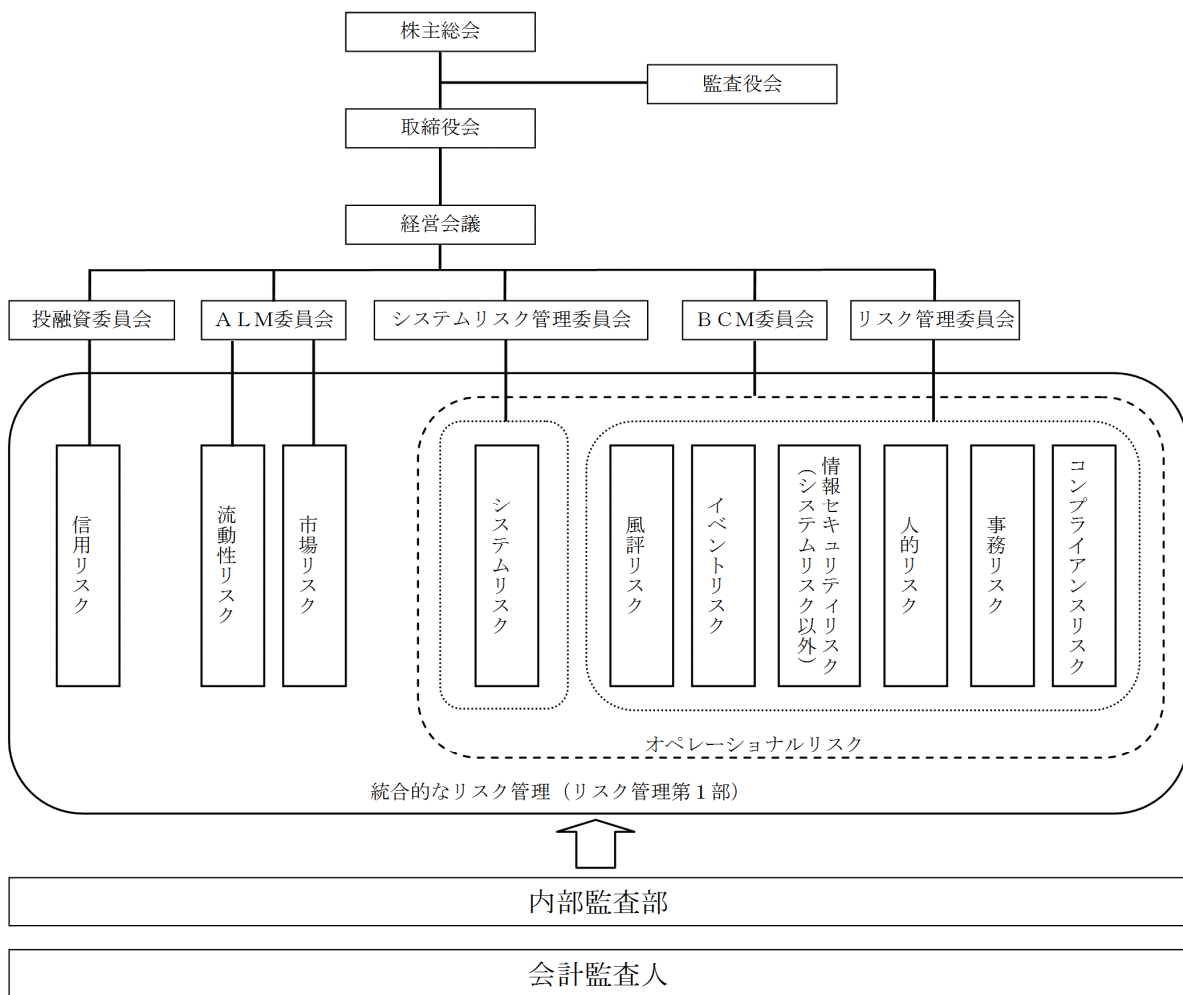 株主総会
監査役会
取締役会
経営会議
投融資委員会
ＡＬＭ委員会
システムリスク管理委員会
ＢＣＭ委員会
リスク管理委員会
信用リスク
流動性リスク
市場リスク
システムリスク
風評リスク
イベントリスク
情報セキュリティリスク
（システムリスク以外）
人的リスク
事務リスク
コンプライアンスリスク
オペレーショナルリスク
統合的なリスク管理（リスク管理第１部）
内部監査部
会計監査人